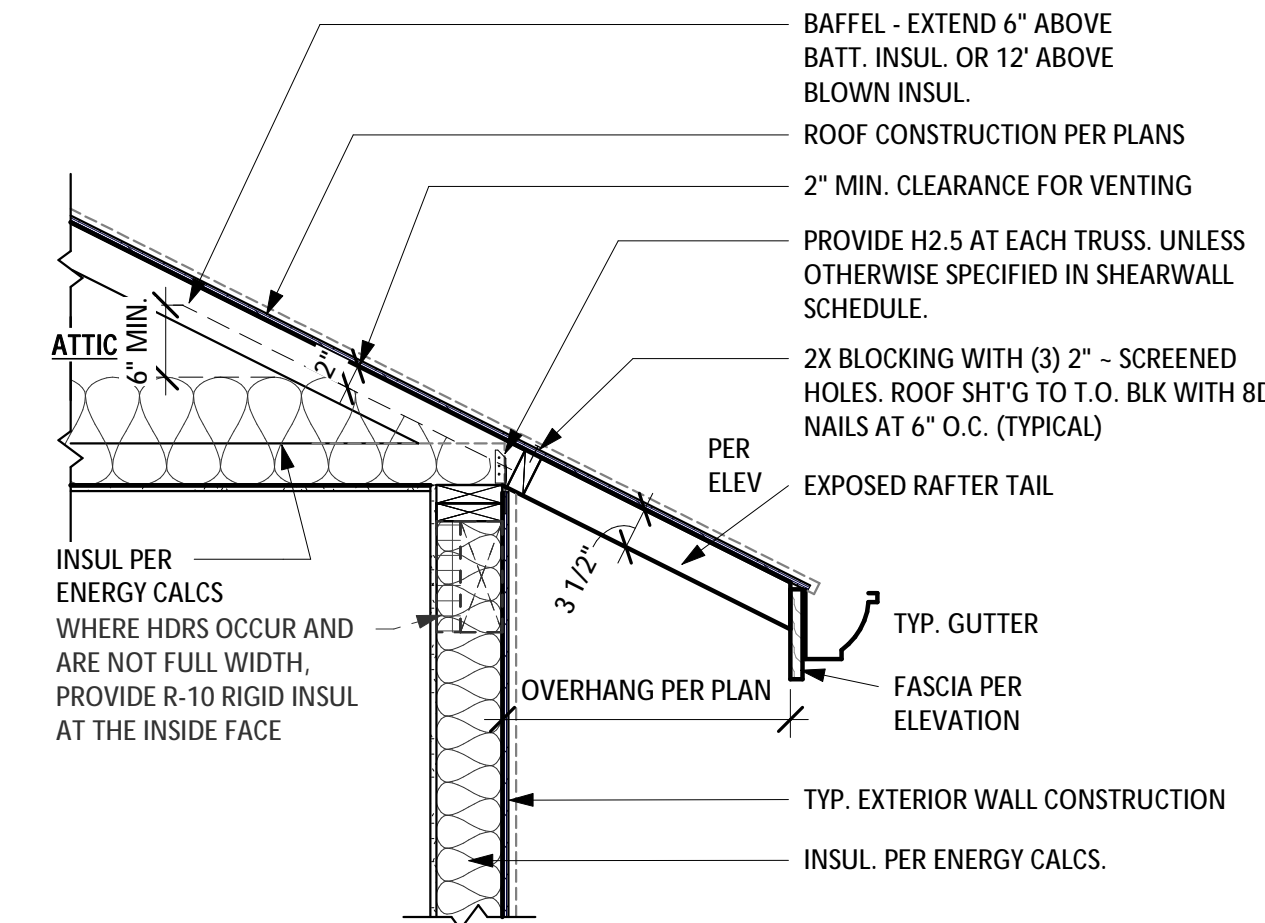 BAFFEL - EXTEND 6" ABOVE
BATT. INSUL. OR 12' ABOVE
BLOWN INSUL.
ROOF CONSTRUCTION PER PLANS
2" MIN. CLEARANCE FOR VENTING
PROVIDE H2.5 AT EACH TRUSS. UNLESS
OTHERWISE SPECIFIED IN SHEARWALL
SCHEDULE.
2X BLOCKING WITH (3) 2" ~ SCREENED
HOLES. ROOF SHT'G TO T.O. BLK WITH 8D
NAILS AT 6" O.C. (TYPICAL)
PER
ELEV
EXPOSED RAFTER TAIL
ATTIC
6" MIN.
2"
3 1/2"
INSUL PER
ENERGY CALCS
WHERE HDRS OCCUR AND
ARE NOT FULL WIDTH,
PROVIDE R-10 RIGID INSUL
AT THE INSIDE FACE
OVERHANG PER PLAN
TYP. GUTTER
FASCIA PER
ELEVATION
TYP. EXTERIOR WALL CONSTRUCTION
INSUL. PER ENERGY CALCS.